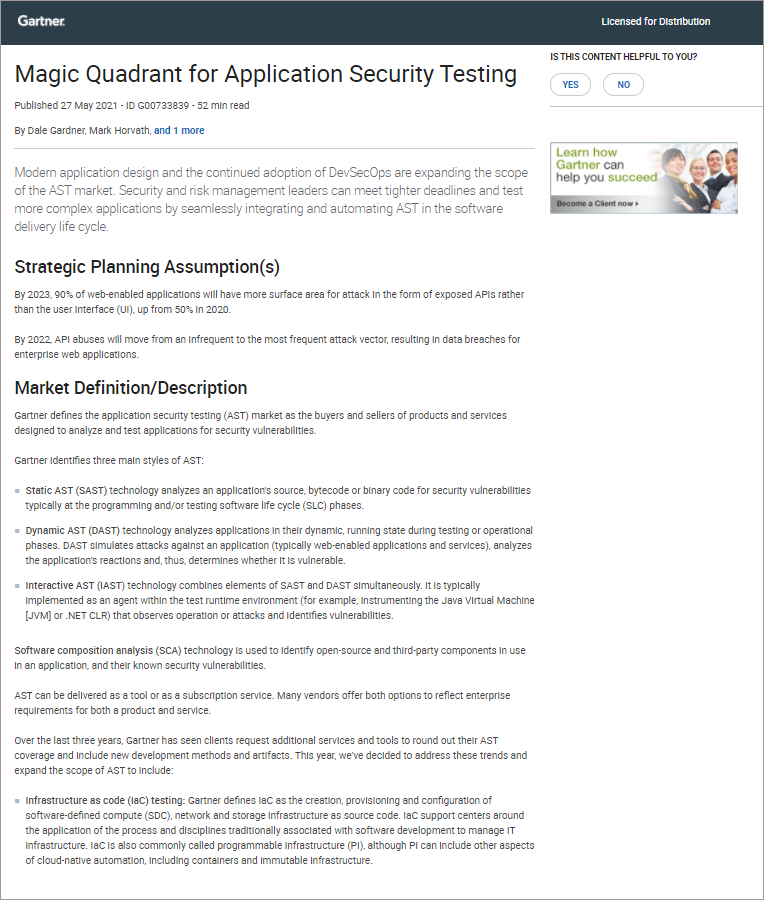 Gartner.
Licensed for Distribution
Magic Quadrant for Application Security Testing
Published 27 May 2021 - ID G00733839 - 52 min read
By Dale Gardner, Mark Horvath, and 1 more
IS THIS CONTENT HELPFUL TO YOU?
YES
NO
Learn how
Gartner can
help you succeed
Become a Client now
Modern application design and the continued adoption of DevSecOps are expanding the scope
of the AST market. Security and risk management leaders can meet tighter deadlines and test
more complex applications by seamlessly integrating and automating AST in the software
delivery life cycle.
Strategic Planning Assumption(s)
By 2023, 90% of web-enabled applications will have more surface area for attack in the form of exposed APIs rather
than the user interface (UI), up from 50% in 2020.
By 2022, API abuses will move from an infrequent to the most frequent attack vector, resulting in data breaches for
enterprise web applications.
Market Definition/Description
Gartner defines the application security testing (AST) market as the buyers and sellers of products and services
designed to analyze and test applications for security vulnerabilities.
Gartner identifies three main styles of AST:
Static AST (SAST) technology analyzes an application's source, bytecode or binary code for security vulnerabilities
typically at the programming and/or testing software life cycle (SLC) phases.
Dynamic AST (DAST) technology analyzes applications in their dynamic, running state during testing or operational
phases. DAST simulates attacks against an application (typically web-enabled applications and services), analyzes
the application's reactions and, thus, determines whether it is vulnerable.
Interactive AST (IAST) technology combines elements of SAST and DAST simultaneously. It is typically
implemented as an agent within the test runtime environment (for example, instrumenting the Java Virtual Machine
[JVM] or .NET CLR) that observes operation or attacks and identifies vulnerabilities.
Software composition analysis (SCA) technology is used to identify open-source and third-party components in use
in an application, and their known security vulnerabilities.
AST can be delivered as a tool or as a subscription service. Many vendors offer both options to reflect enterprise
requirements for both a product and service.
Over the last three years, Gartner has seen clients request additional services and tools to round out their AST
coverage and include new development methods and artifacts. This year, we've decided to address these trends and
expand the scope of AST to include:
Infrastructure as code (IaC) testing: Gartner defines IaC as the creation, provisioning and configuration of
software-defined compute (SDC), network and storage infrastructure as source code. IaC support centers around
the application of the process and disciplines traditionally associated with software development to manage IT
infrastructure. IaC is also commonly called programmable infrastructure (PI), although PI can include other aspects
of cloud-native automation, including containers and immutable infrastructure.